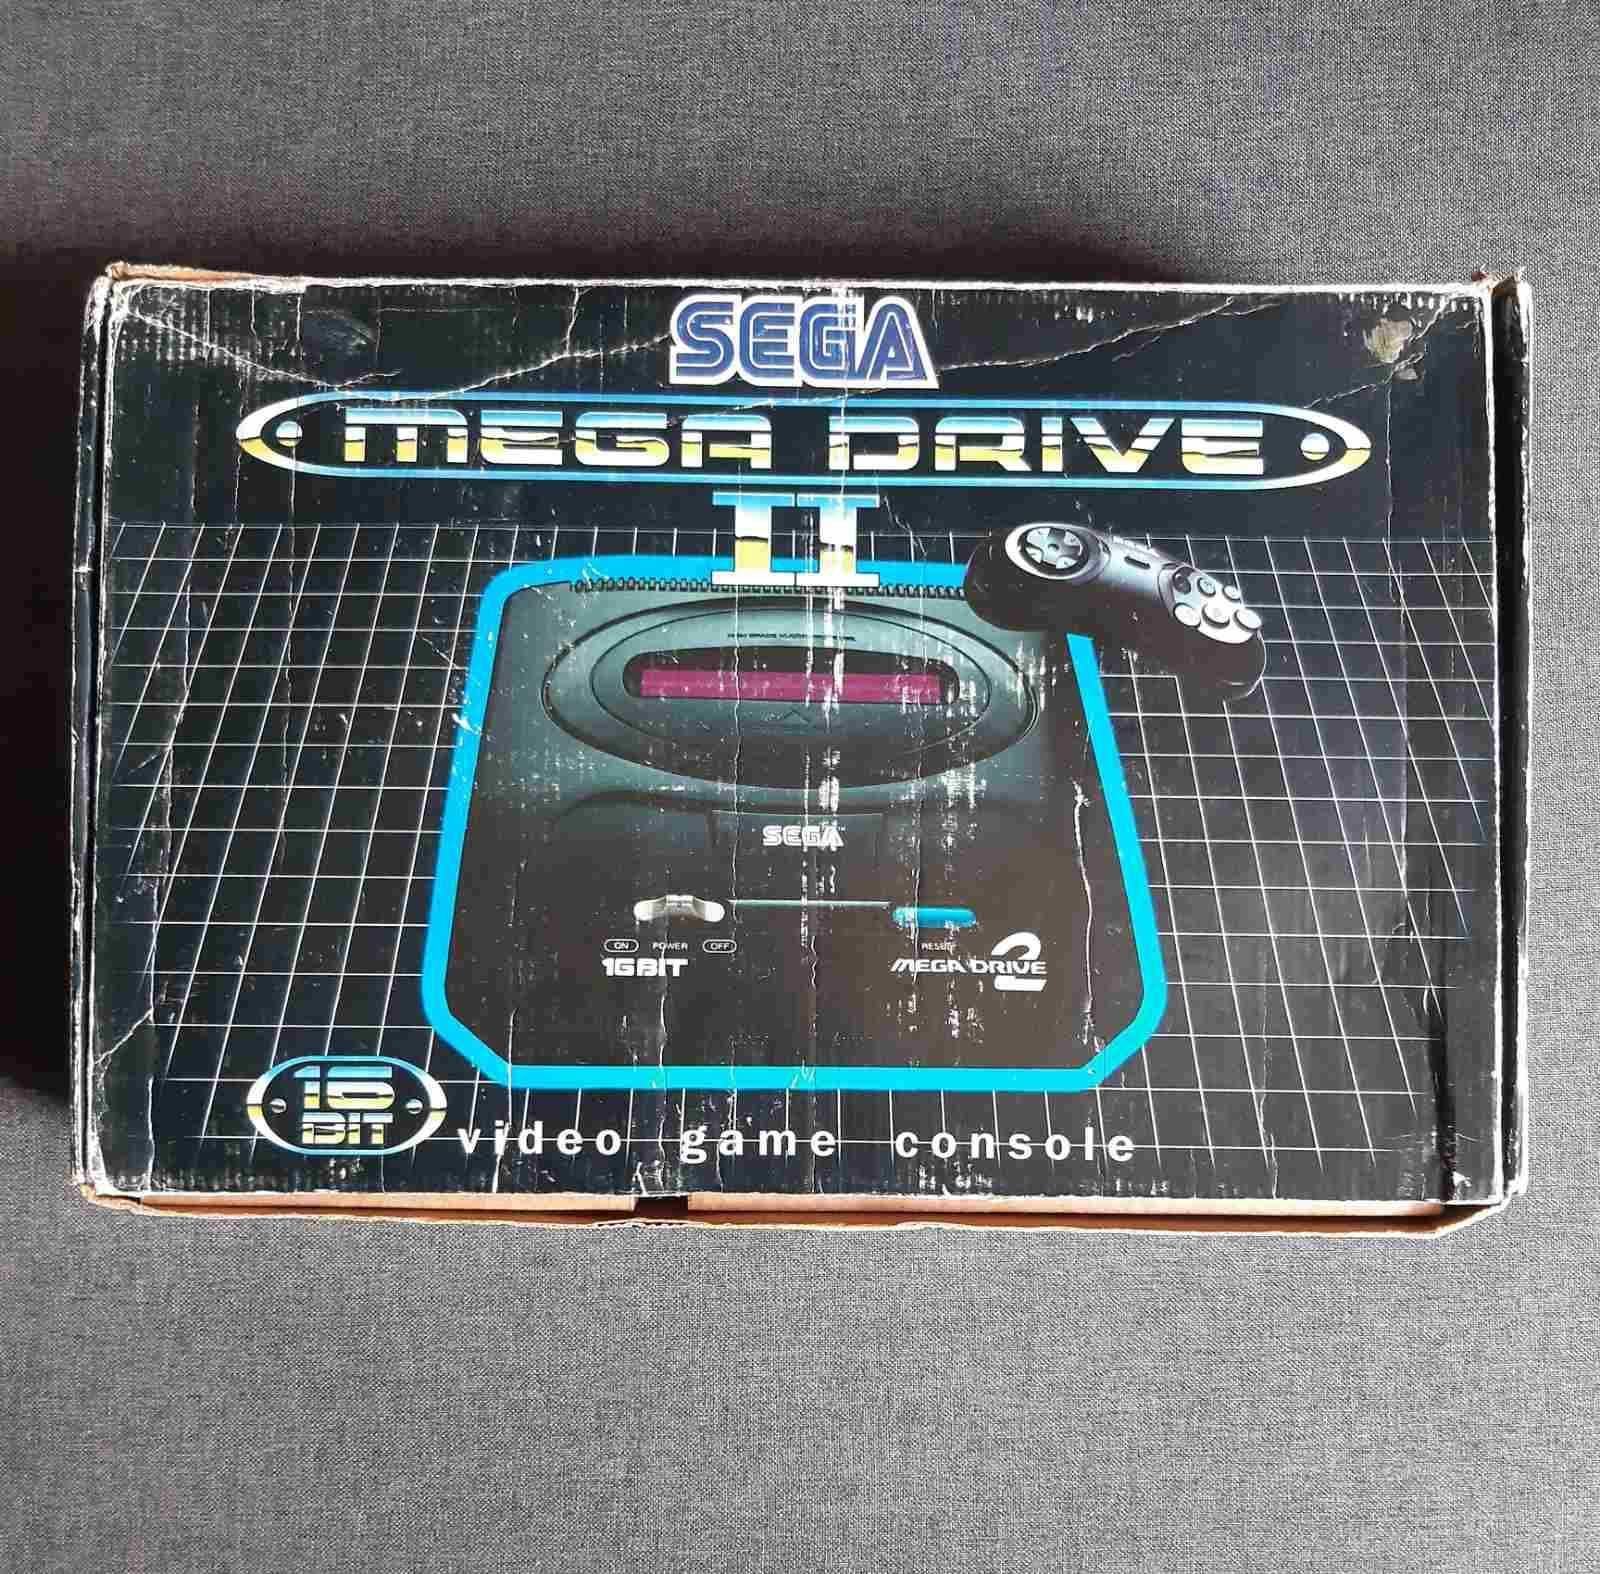 SEGA
MEGA DRIVE
II
SEGA
ON POWER OFF
RESET
16BIT
MEGA DRIVE 2
16
BIT
video game console